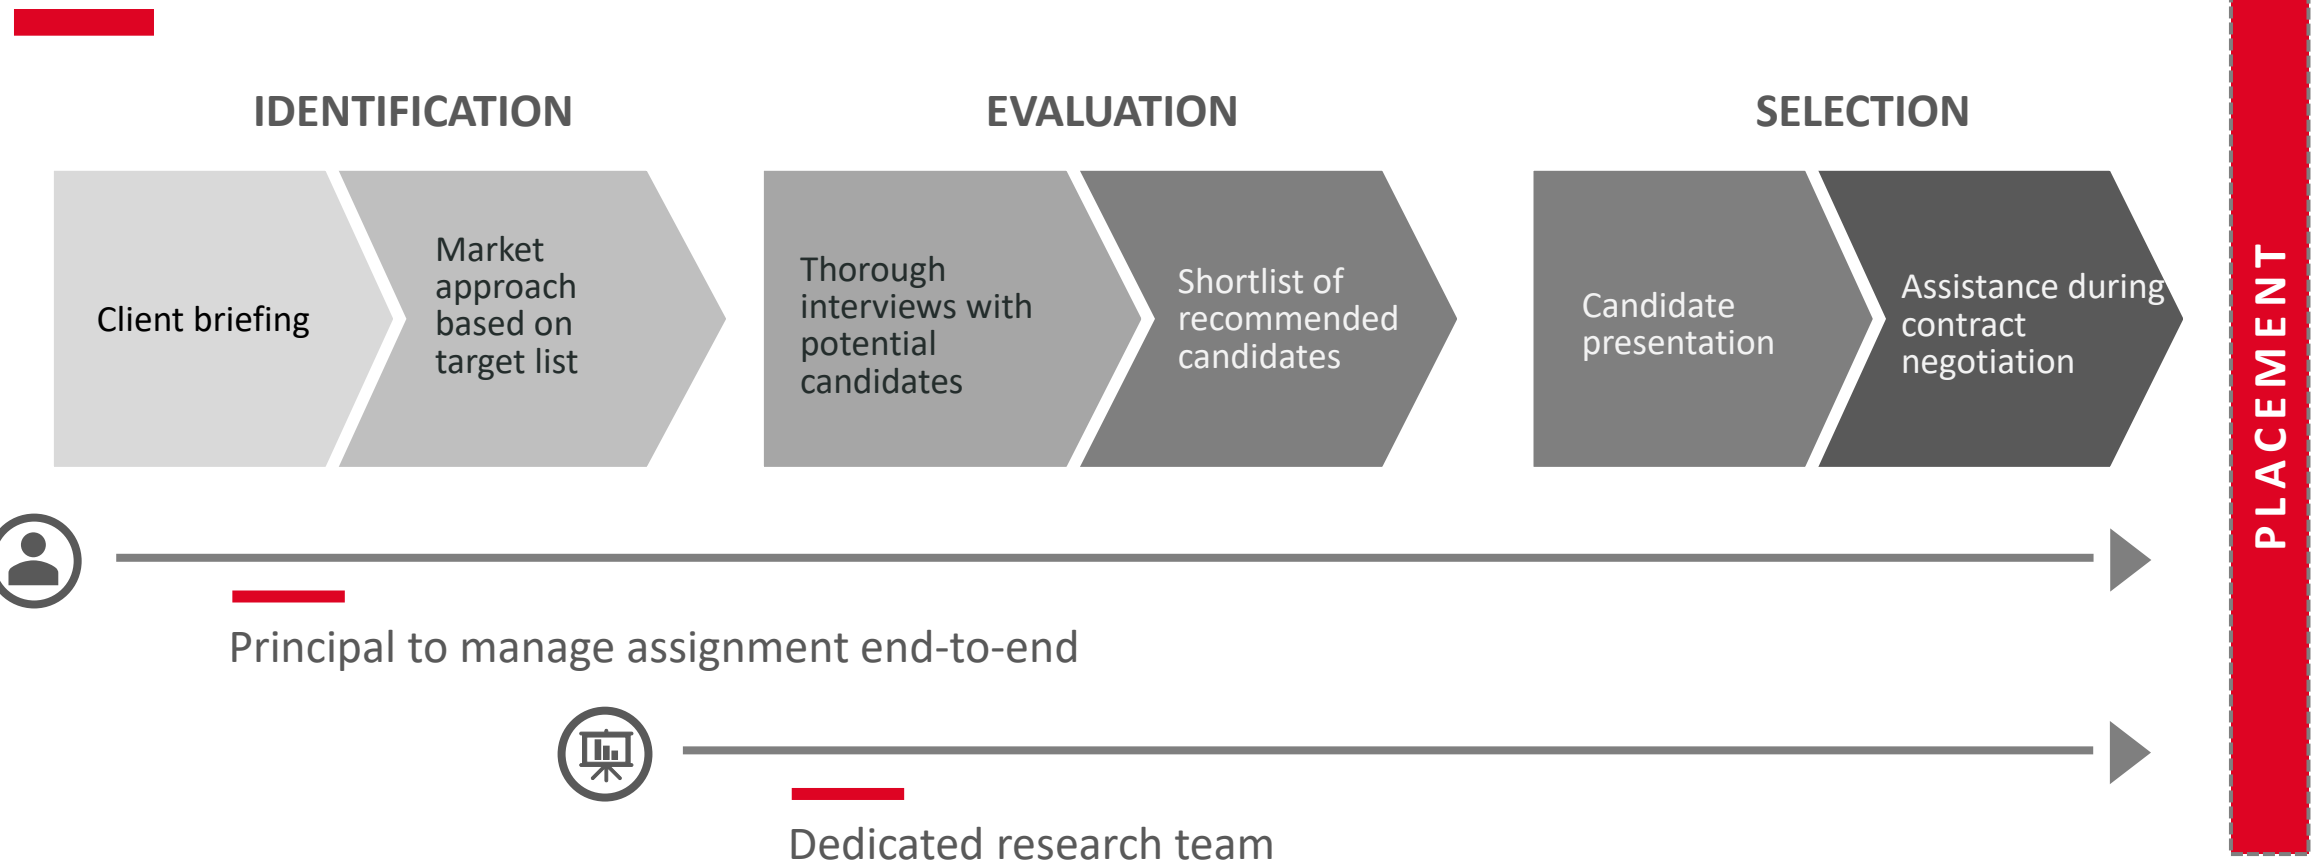 IDENTIFICATION
EVALUATION
SELECTION
Client briefing
Market
approach
based on
target list
Thorough
interviews with
potential
candidates
Shortlist of
recommended
candidates
Candidate
presentation
Assistance during
contract
negotiation
PLACEMENT
Principal to manage assignment end-to-end
Dedicated research team